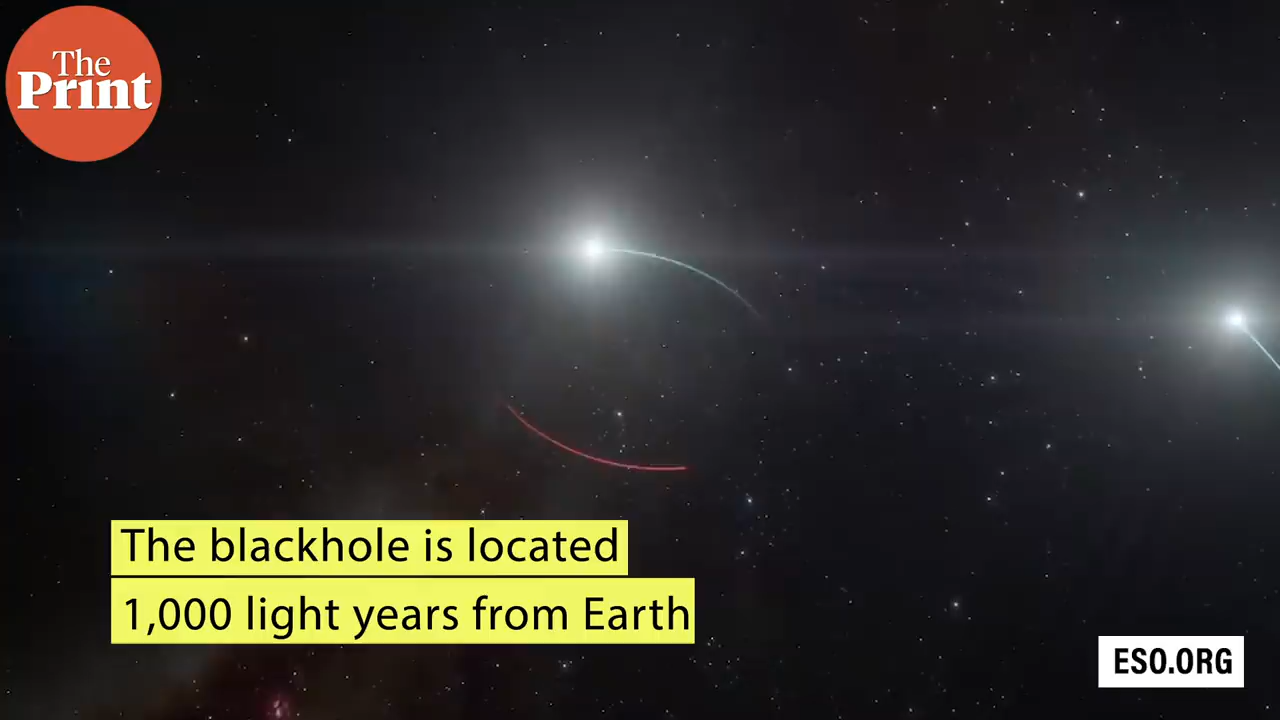 The
Print
The blackhole is located
1,000 light years from Earth
ESO.ORG